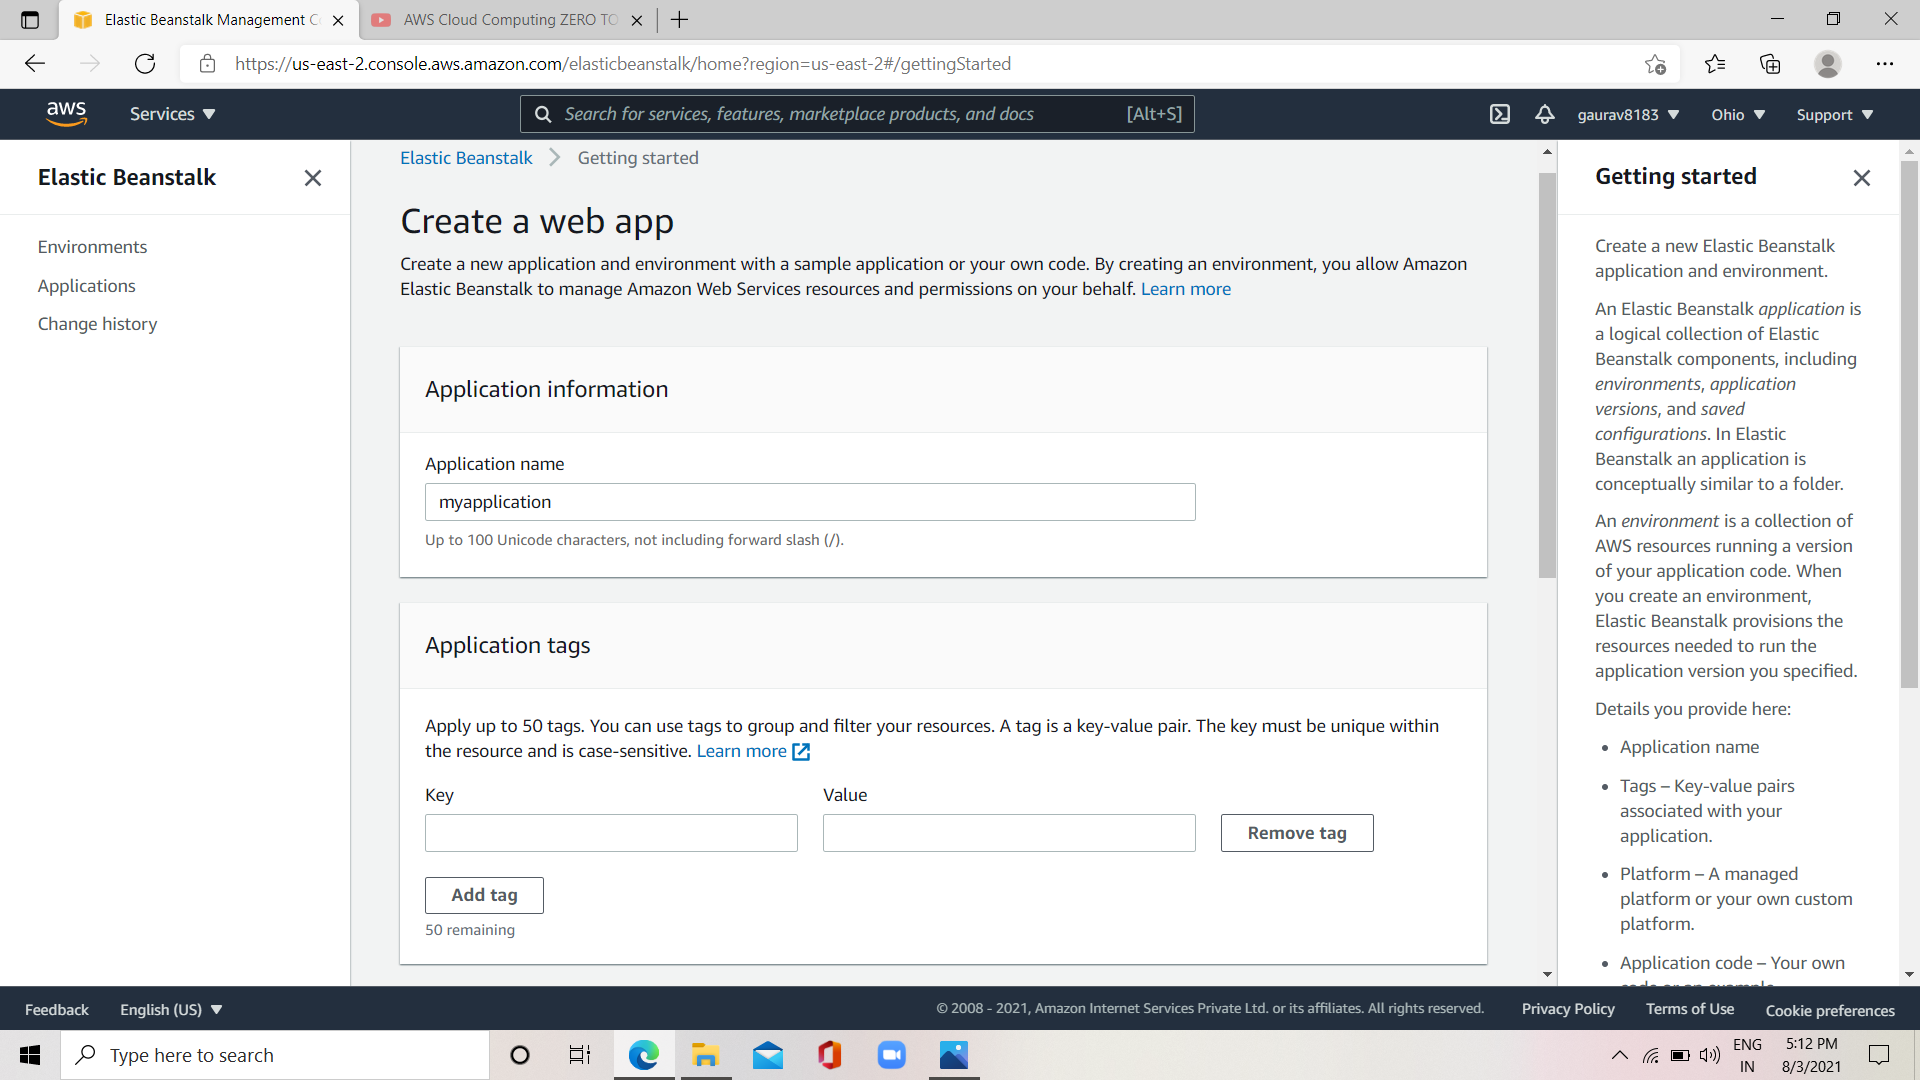 Elastic Beanstalk Management C
AWS Cloud Computing ZERO TO
https://us-east-2.console.aws.amazon.com/elasticbeanstalk/home?region=us-east-2#/gettingStarted
aws
Services
Search for services, features, marketplace products, and docs
[Alt+S]
gaurav8183
Ohio
Support
Elastic Beanstalk
Environments
Applications
Change history
Elastic Beanstalk
Getting started
Create a web app
Create a new application and environment with a sample application or your own code. By creating an environment, you allow Amazon
Elastic Beanstalk to manage Amazon Web Services resources and permissions on your behalf. Learn more
Application information
Application name
myapplication
Up to 100 Unicode characters, not including forward slash (/).
Application tags
Apply up to 50 tags. You can use tags to group and filter your resources. A tag is a key-value pair. The key must be unique within
the resource and is case-sensitive. Learn more
Key
Value
Remove tag
Add tag
50 remaining
Getting started
Create a new Elastic Beanstalk
application and environment.
An Elastic Beanstalk application is
a logical collection of Elastic
Beanstalk components, including
environments, application
versions, and saved
configurations. In Elastic
Beanstalk an application is
conceptually similar to a folder.
An environment is a collection of
AWS resources running a version
of your application code. When
you create an environment,
Elastic Beanstalk provisions the
resources needed to run the
application version you specified.
Details you provide here:
• Application name
• Tags – Key-value pairs
associated with your
application.
• Platform – A managed
platform or your own custom
platform.
• Application code – Your own
code or an example
Feedback
English (US)
© 2008 - 2021, Amazon Internet Services Private Ltd. or its affiliates. All rights reserved.
Privacy Policy
Terms of Use
Cookie preferences
Type here to search
ENG
IN
5:12 PM
8/3/2021